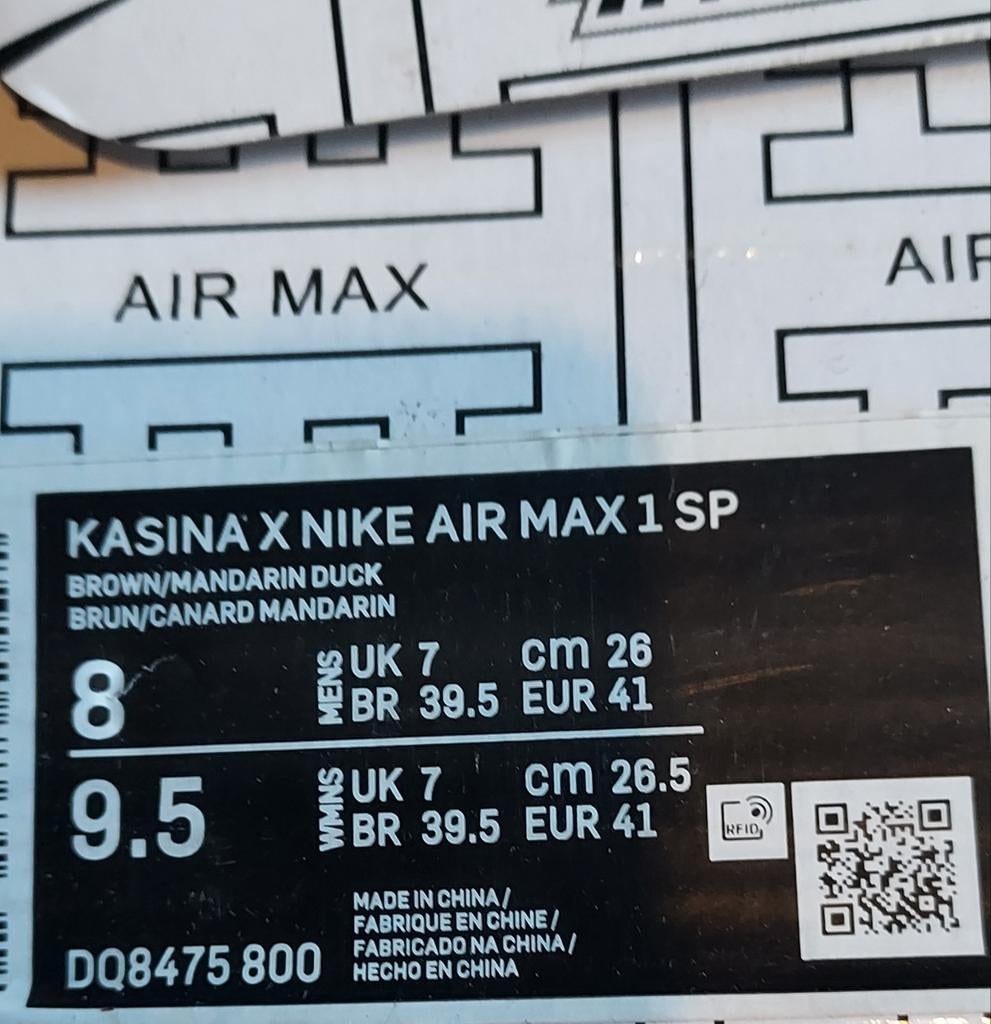 AIR MAX
AIR
KASINA X NIKE AIR MAX 1 SP
BROWN/MANDARIN DUCK
BRUN/CANARD MANDARIN
8
MENS
UK 7 cm 26
BR 39.5 EUR 41
9.5
WMNS
UK 7 cm 26.5
BR 39.5 EUR 41
RFID
MADE IN CHINA/
FABRIQUE EN CHINE/
FABRICADO NA CHINA/
HECHO EN CHINA
DQ8475 800